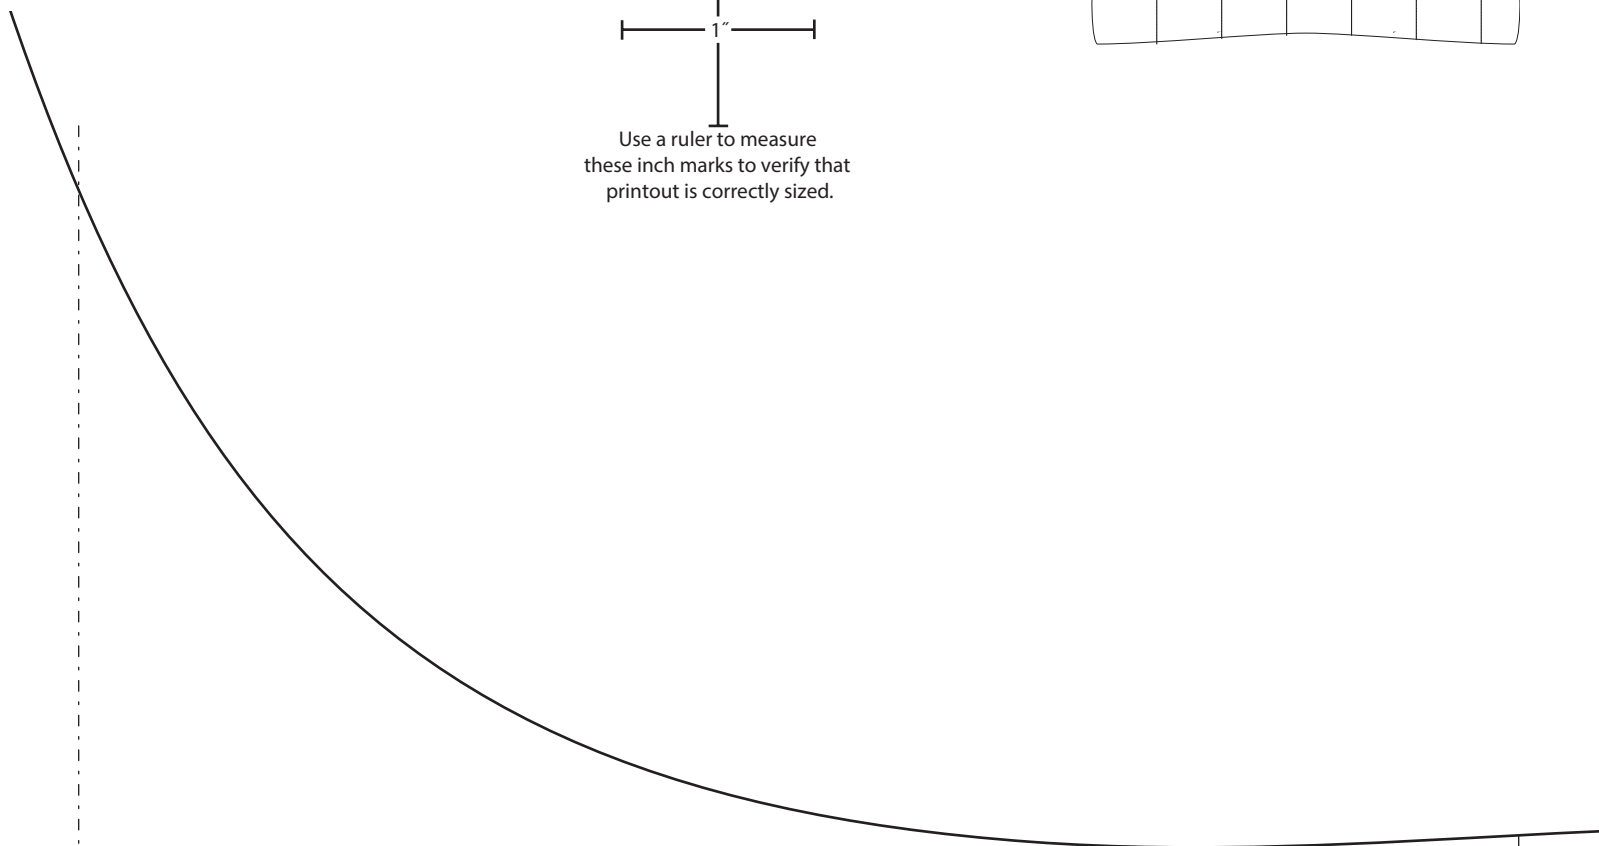 1″
Use a ruler to measure
these inch marks to verify that
printout is correctly sized.